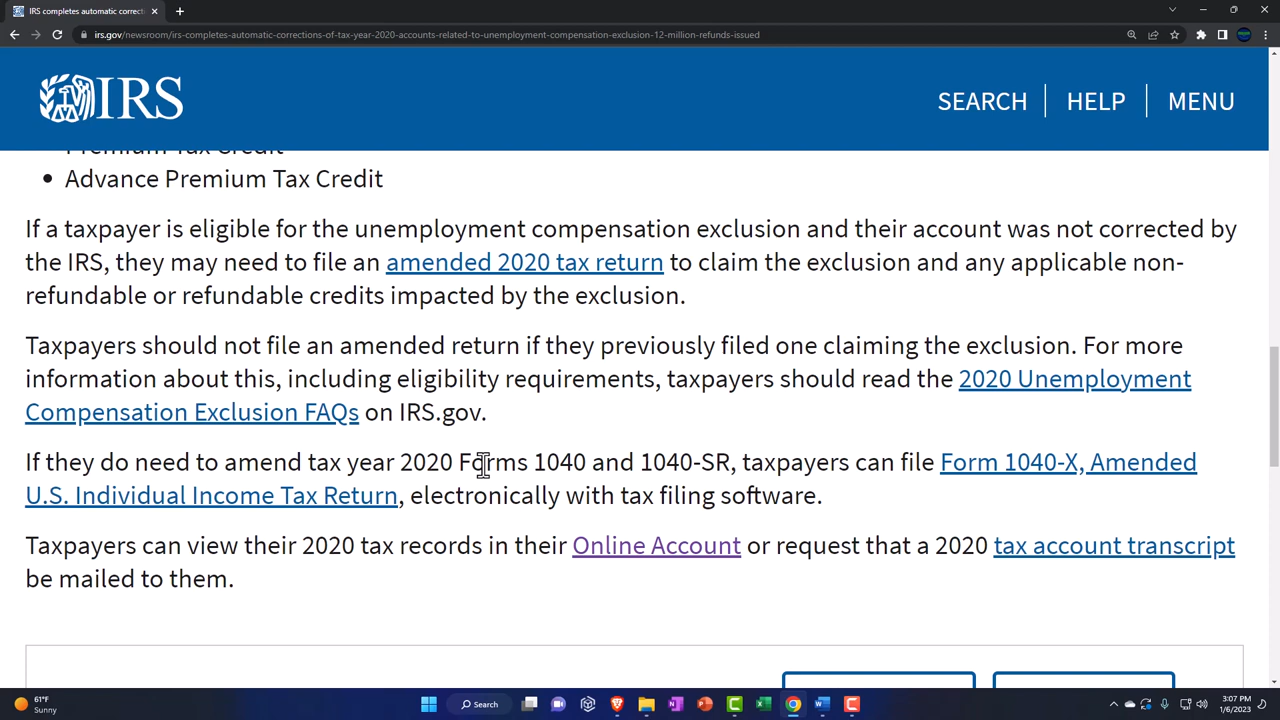 IRS completes automatic correcti
irs.gov/newsroom/irs-completes-automatic-corrections-of-tax-year-2020-accounts-related-to-unemployment-compensation-exclusion-12-million-refunds-issued
IRS
SEARCH
HELP
MENU
Premium Tax Credit
• Advance Premium Tax Credit
If a taxpayer is eligible for the unemployment compensation exclusion and their account was not corrected by
the IRS, they may need to file an amended 2020 tax return to claim the exclusion and any applicable non-
refundable or refundable credits impacted by the exclusion.
Taxpayers should not file an amended return if they previously filed one claiming the exclusion. For more
information about this, including eligibility requirements, taxpayers should read the 2020 Unemployment
Compensation Exclusion FAQs on IRS.gov.
If they do need to amend tax year 2020 Forms 1040 and 1040-SR, taxpayers can file Form 1040-X, Amended
U.S. Individual Income Tax Return, electronically with tax filing software.
Taxpayers can view their 2020 tax records in their Online Account or request that a 2020 tax account transcript
be mailed to them.
61°F
Sunny
Search
3:07 PM
1/6/2023